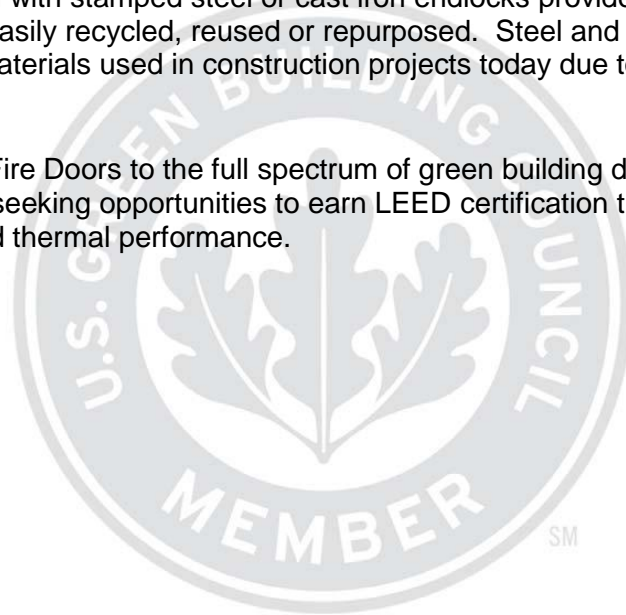 with stamped steel or cast iron endlocks provide
easily recycled, reused or repurposed. Steel and
materials used in construction projects today due to
Fire Doors to the full spectrum of green building d
seeking opportunities to earn LEED certification t
d thermal performance.
U.S. GREEN BUILDING COUNCIL
MEMBER
SM